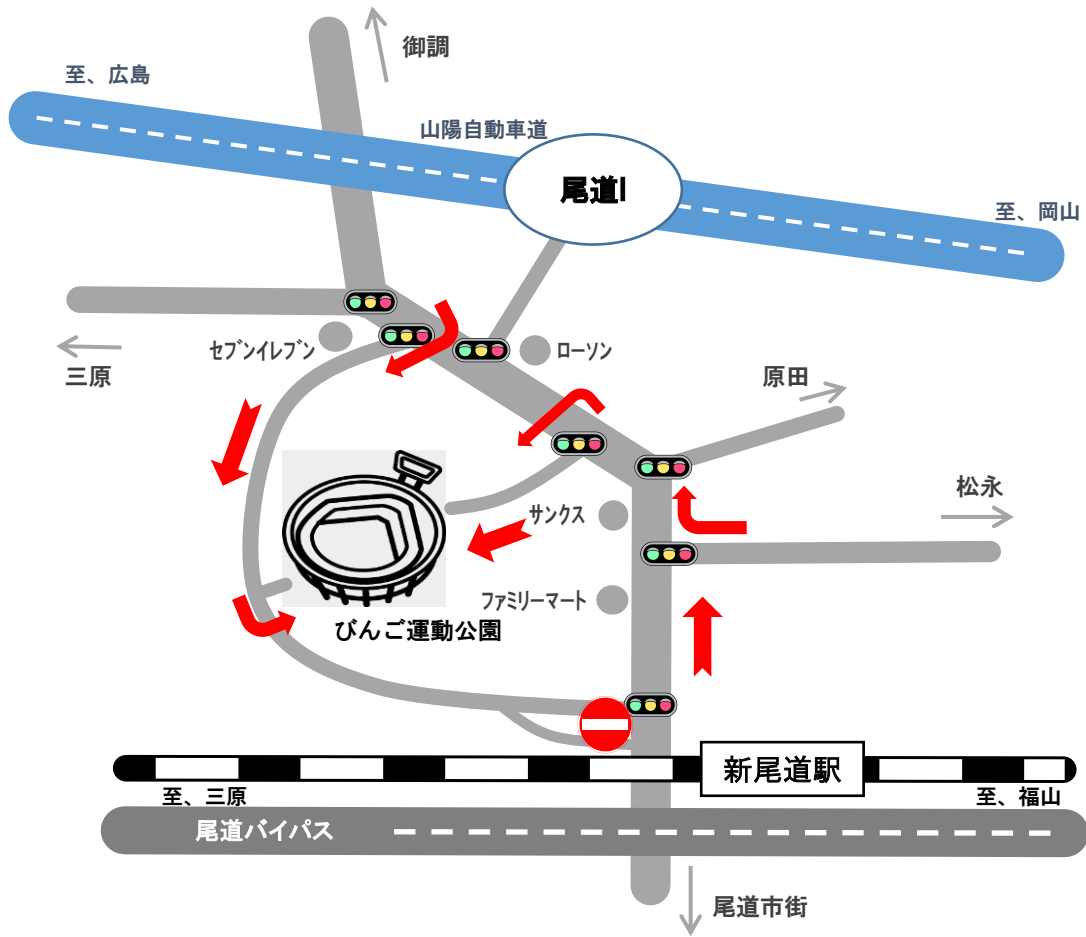 御調
至、広島
山陽自動車道
尾道I
至、岡山
セブンイレブン
ローソン
三原
原田
松永
サンクス
ファミリーマート
びんご運動公園
新尾道駅
至、三原
至、福山
尾道バイパス
尾道市街